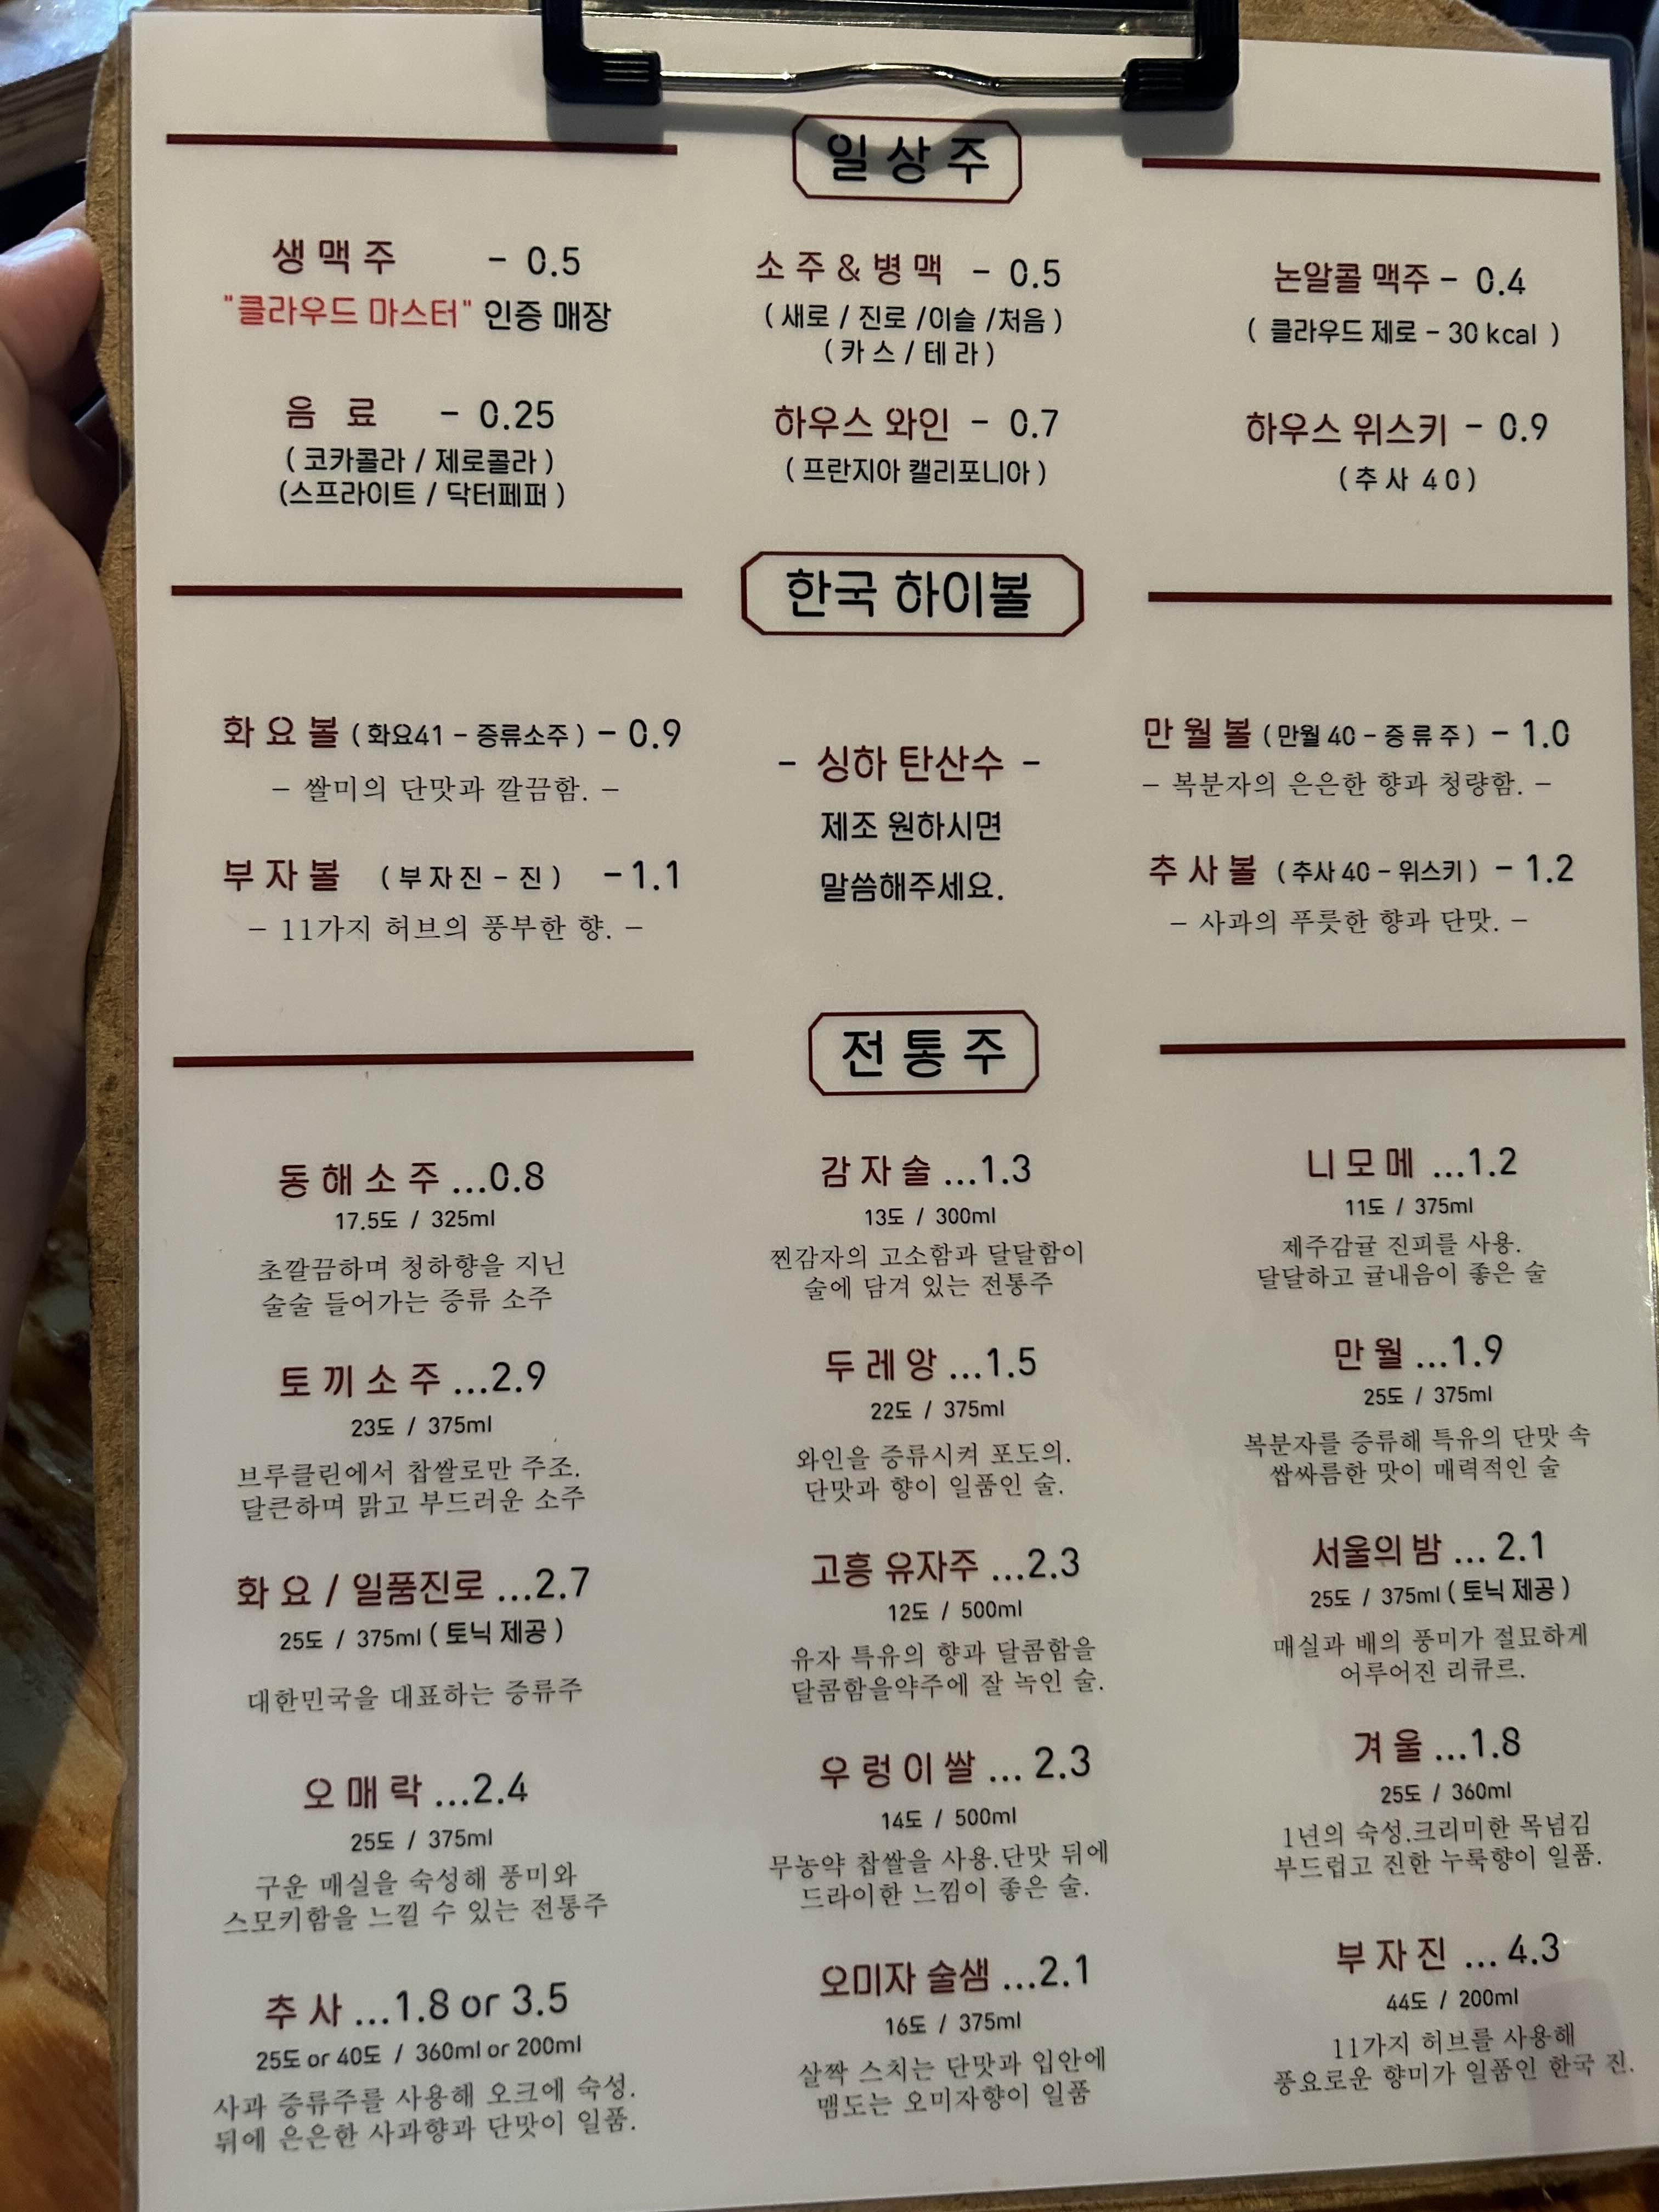 일상주
생맥주 - 0.5
"클라우드 마스터" 인증 매장
소주 & 병맥 - 0.5
( 새로 / 진로 /이슬 /처음 )
( 카스 / 테라 )
논알콜 맥주 - 0.4
( 클라우드 제로 - 30 kcal )
음료 - 0.25
( 코카콜라 / 제로콜라 )
(스프라이트 / 닥터페퍼 )
하우스 와인 - 0.7
( 프란지아 캘리포니아 )
하우스 위스키 - 0.9
( 추사 40 )
한국 하이볼
화요볼 ( 화요41 - 증류소주 ) - 0.9
- 쌀미의 단맛과 깔끔함. -
부자볼 ( 부자진 - 진 ) - 1.1
- 11가지 허브의 풍부한 향. -
- 싱하 탄산수 -
제조 원하시면
말씀해주세요.
만월볼 ( 만월 40 - 증류주 ) - 1.0
- 복분자의 은은한 향과 청량함. -
추사볼 ( 추사 40 - 위스키 ) - 1.2
- 사과의 푸릇한 향과 단맛. -
전통주
동해소주 ...0.8
17.5도 / 325ml
초깔끔하며 청하향을 지닌
술술 들어가는 증류 소주
감자술 ...1.3
13도 / 300ml
찐감자의 고소함과 달달함이
술에 담겨 있는 전통주
니모메 ...1.2
11도 / 375ml
제주감귤 진피를 사용.
달달하고 귤내음이 좋은 술
토끼소주 ...2.9
23도 / 375ml
브루클린에서 찹쌀로만 주조.
달큰하며 맑고 부드러운 소주
두레앙 ...1.5
22도 / 375ml
와인을 증류시켜 포도의.
단맛과 향이 일품인 술.
만월 ...1.9
25도 / 375ml
복분자를 증류해 특유의 단맛 속
쌉싸름한 맛이 매력적인 술
화요 / 일품진로 ...2.7
25도 / 375ml ( 토닉 제공 )
대한민국을 대표하는 증류주
고흥 유자주 ...2.3
12도 / 500ml
유자 특유의 향과 달콤함을
달콤함을약주에 잘 녹인 술.
서울의 밤 ... 2.1
25도 / 375ml ( 토닉 제공 )
매실과 배의 풍미가 절묘하게
어루어진 리큐르.
오매락 ...2.4
25도 / 375ml
구운 매실을 숙성해 풍미와
스모키함을 느낄 수 있는 전통주
우렁이쌀 ... 2.3
14도 / 500ml
무농약 찹쌀을 사용.단맛 뒤에
드라이한 느낌이 좋은 술.
겨울 ...1.8
25도 / 360ml
1년의 숙성.크리미한 목넘김
부드럽고 진한 누룩향이 일품.
추사 ...1.8 or 3.5
25도 or 40도 / 360ml or 200ml
사과 증류주를 사용해 오크에 숙성.
뒤에 은은한 사과향과 단맛이 일품.
오미자 술샘 ...2.1
16도 / 375ml
살짝 스치는 단맛과 입안에
맴도는 오미자향이 일품
부자진 ... 4.3
44도 / 200ml
11가지 허브를 사용해
풍요로운 향미가 일품인 한국 진.